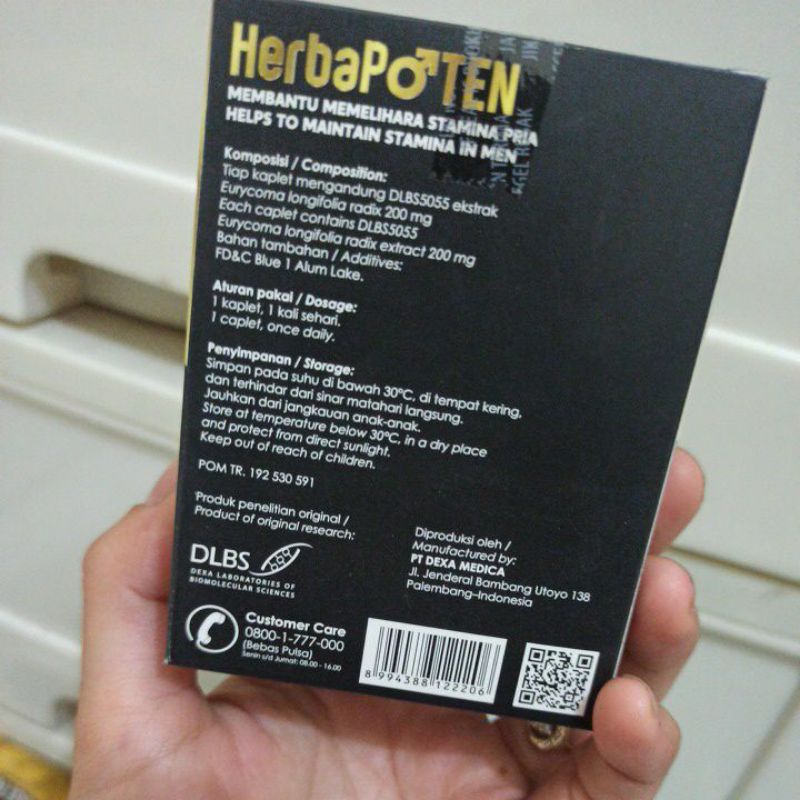 HerbaPoTEN
MEMBANTU MEMELIHARA STAMINA PRIA
HELPS TO MAINTAIN STAMINA IN MEN
Komposisi / Composition:
Tiap kaplet mengandung DLBS5055 ekstrak
Eurycoma longifolia radix 200 mg
Each caplet contains DLBS5055
Eurycoma longifolia radix extract 200 mg
Bahan tambahan / Additives:
FD&C Blue 1 Alum Lake.
Aturan pakai / Dosage:
1 kaplet, 1 kali sehari.
1 caplet, once daily.
Penyimpanan / Storage:
Simpan pada suhu di bawah 30°C, di tempat kering,
dan terhindar dari sinar matahari langsung.
Jauhkan dari jangkauan anak-anak.
Store at temperature below 30°C, in a dry place
and protect from direct sunlight.
Keep out of reach of children.
POM TR. 192 530 591
Produk penelitian original /
Product of original research:
DLBS
DEXA LABORATORIES OF
BIOMOLECULAR SCIENCES
Diproduksi oleh /
Manufactured by:
PT DEXA MEDICA
Jl. Jenderal Bambang Utoyo 138
Palembang-Indonesia
Customer Care
0800-1-777-000
(Bebas Pulsa)
Senin s/d Jumat: 08.00 - 16.00
8 994388 122206